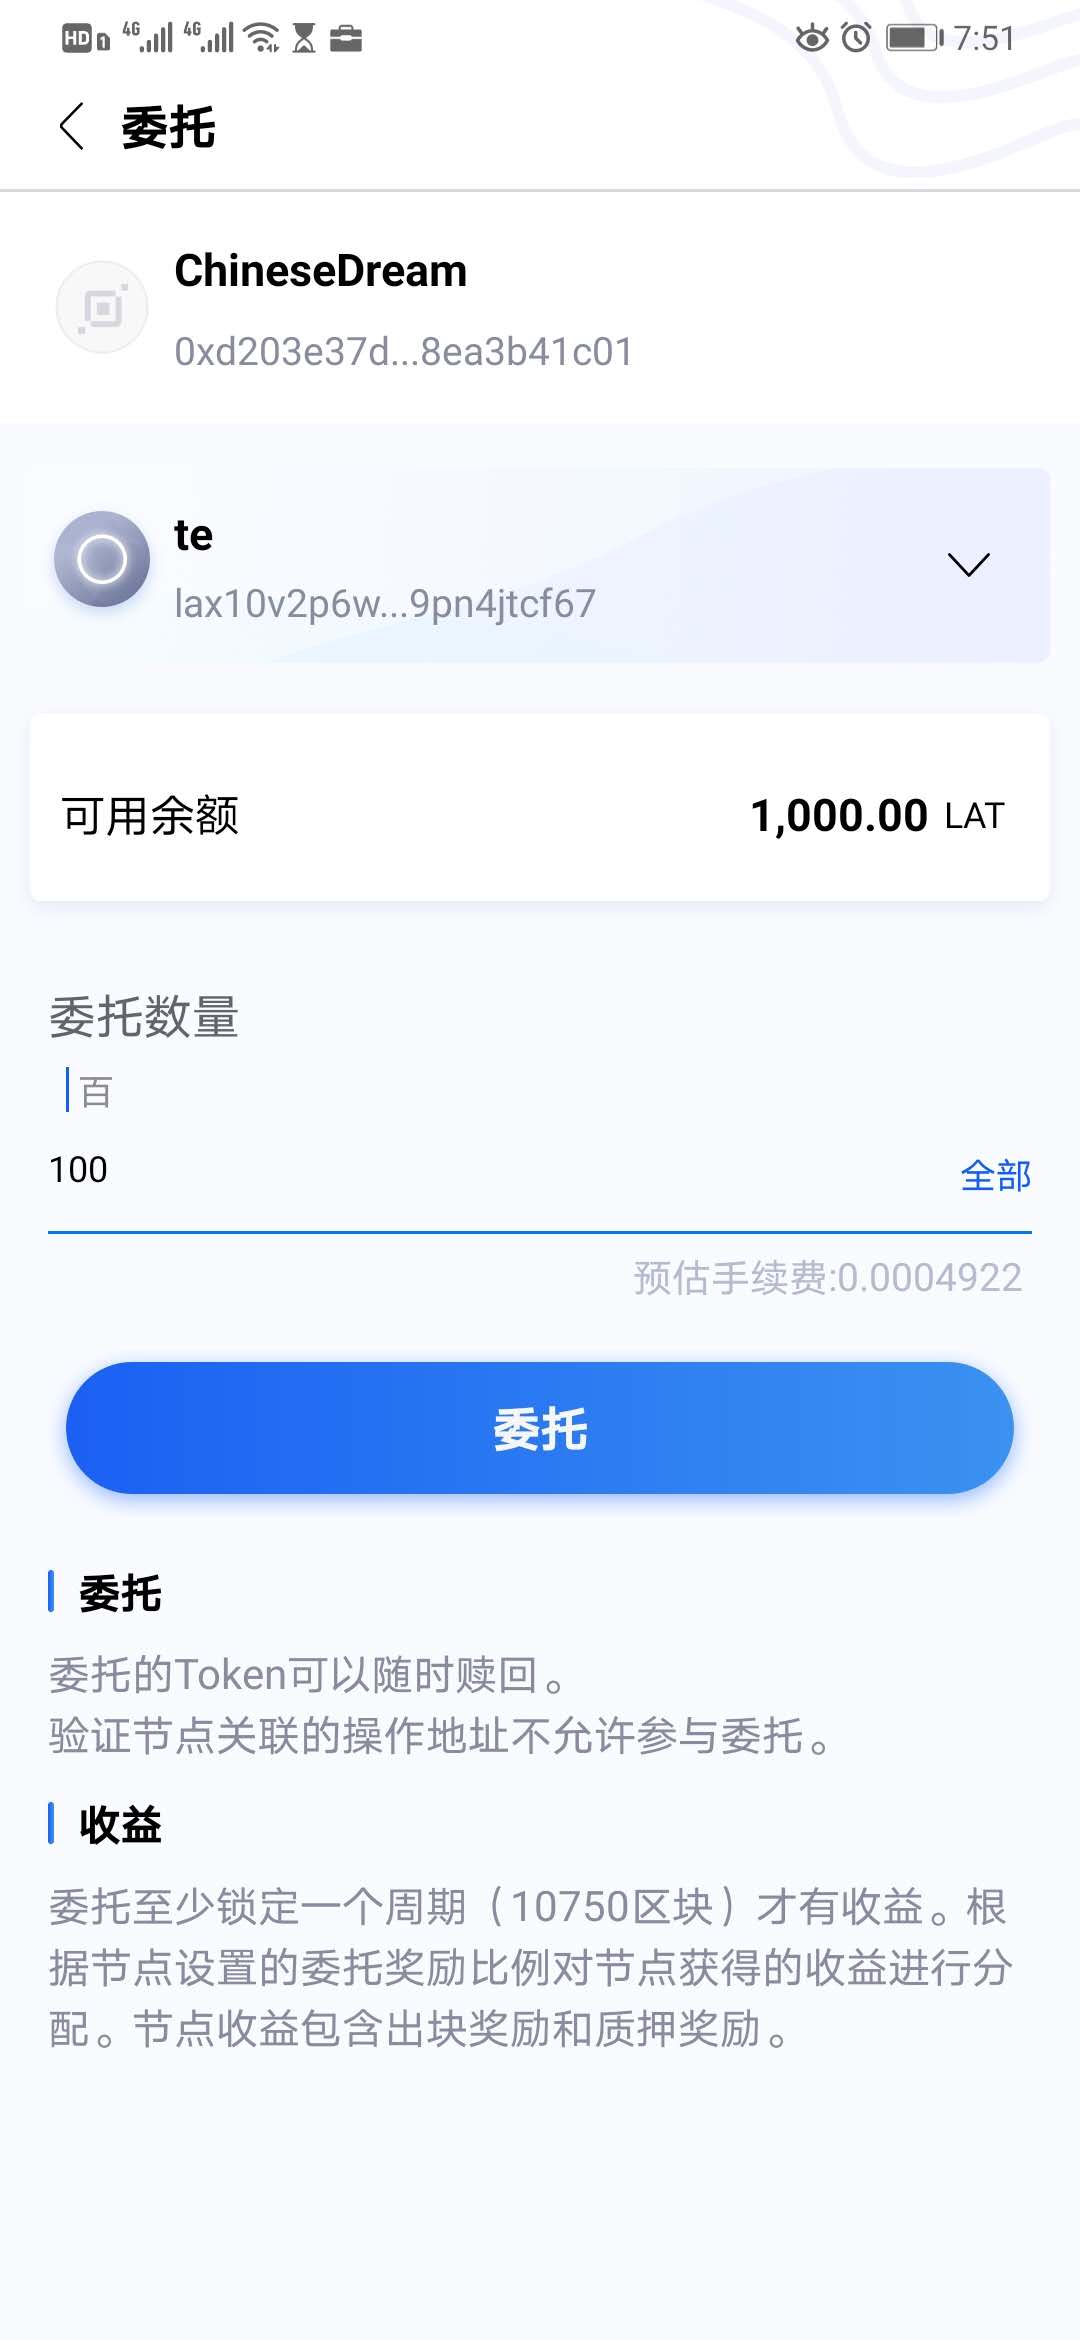 HD 1 4G 4G 7:51
委托
ChineseDream
0xd203e37d...8ea3b41c01
te
lax10v2p6w...9pn4jtcf67
可用余额 1,000.00 LAT
委托数量
百
100 全部
预估手续费:0.0004922
委托
委托
委托的Token可以随时赎回。
验证节点关联的操作地址不允许参与委托。
收益
委托至少锁定一个周期（10750区块）才有收益。根
据节点设置的委托奖励比例对节点获得的收益进行分
配。节点收益包含出块奖励和质押奖励。